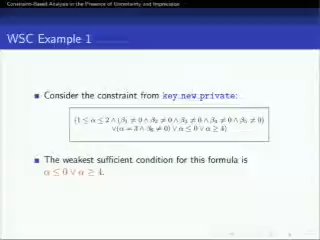 Constraint-Based Analysis in the Presence of Uncertainty and Imprecision
WSC Example 1
Consider the constraint from key_new_private:
(1 ≤ α ≤ 2 ∧ (β₁ ≠ 0 ∧ β₂ ≠ 0 ∧ β₃ ≠ 0 ∧ β₄ ≠ 0 ∧ β₅ ≠ 0)
∨(α = 3 ∧ β₆ ≠ 0) ∨ α ≤ 0 ∨ α ≥ 4)
The weakest sufficient condition for this formula is
α ≤ 0 ∨ α ≥ 4.